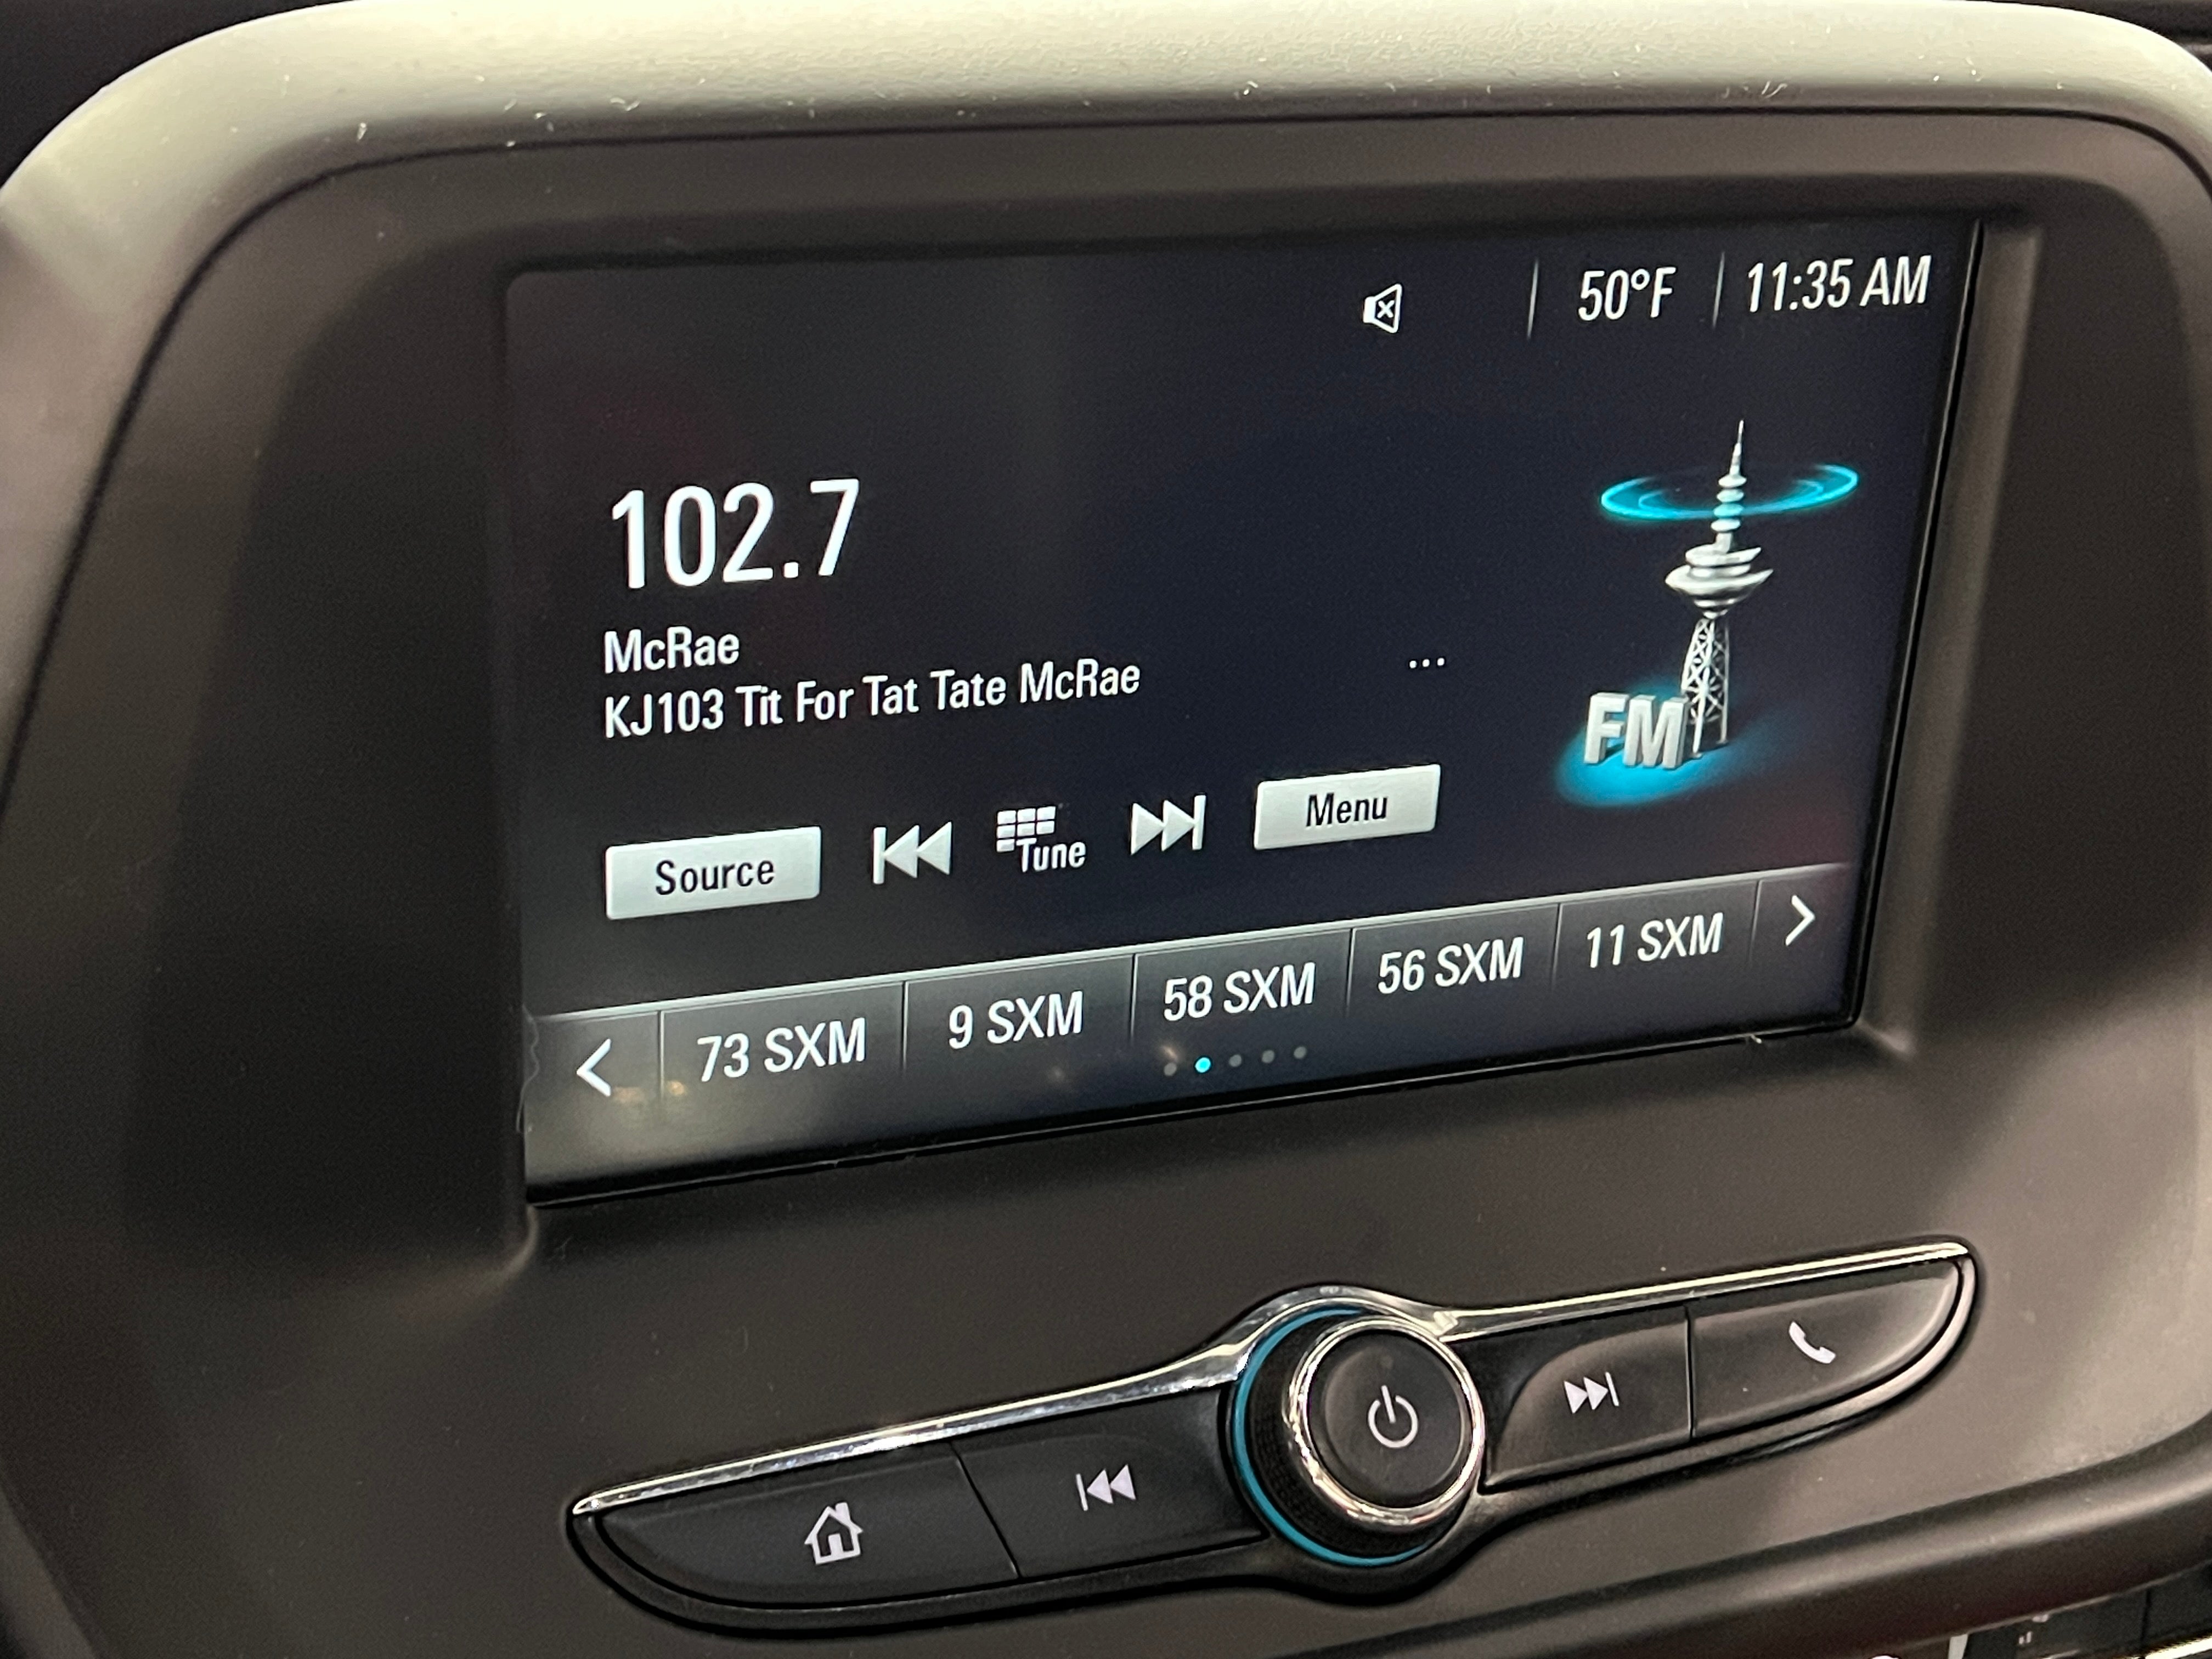 50°F 11:35 AM
102.7
McRae
KJ103 Tit For Tat Tate McRae
...
FM
Source Tune Menu
73 SXM 9 SXM 58 SXM 56 SXM 11 SXM